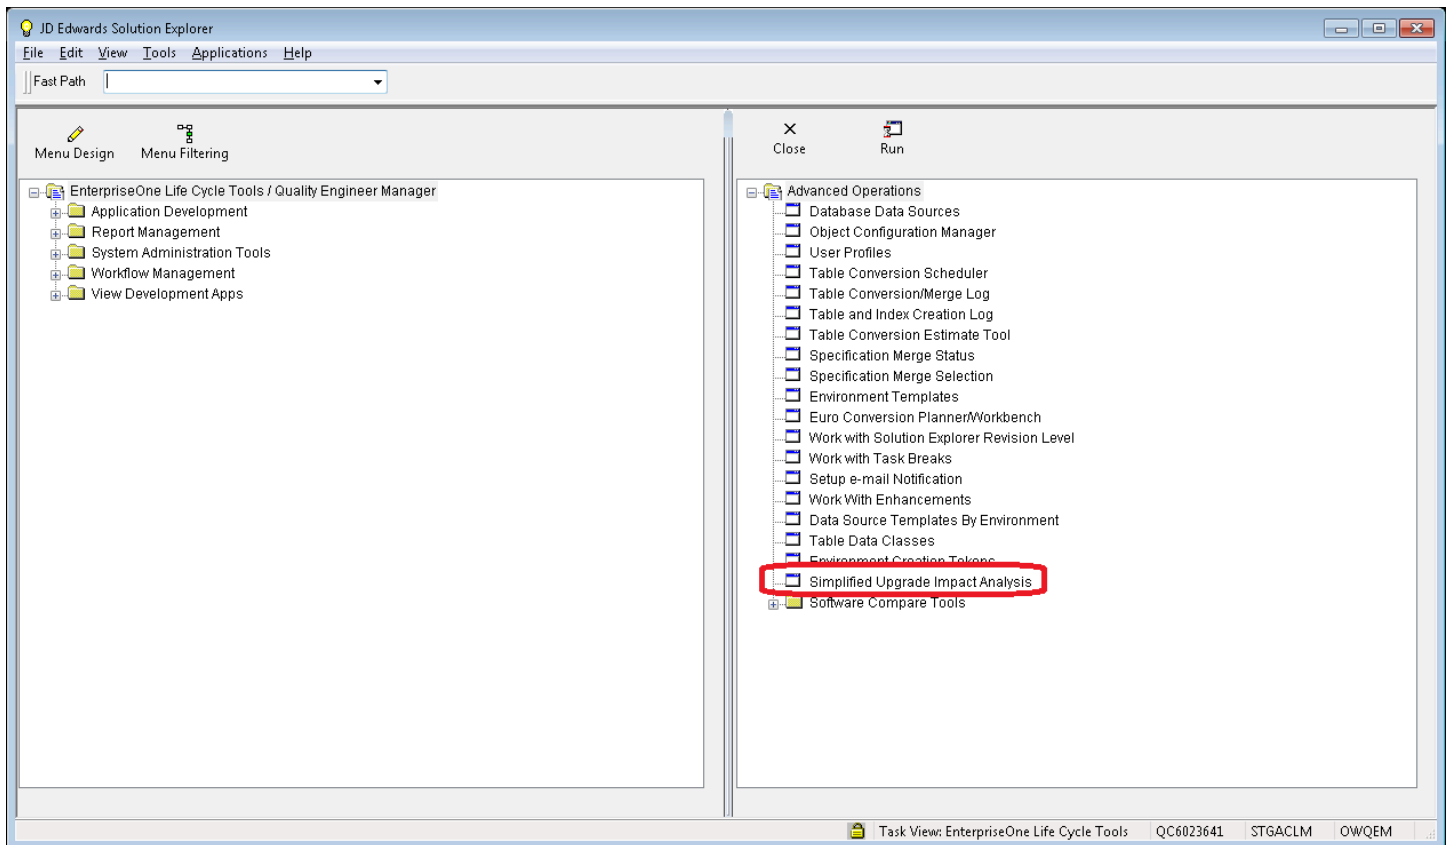 JD Edwards Solution Explorer
File Edit View Tools Applications Help
Fast Path
Menu Design Menu Filtering
EnterpriseOne Life Cycle Tools / Quality Engineer Manager
Application Development
Report Management
System Administration Tools
Workflow Management
View Development Apps
Close Run
Advanced Operations
Database Data Sources
Object Configuration Manager
User Profiles
Table Conversion Scheduler
Table Conversion/Merge Log
Table and Index Creation Log
Table Conversion Estimate Tool
Specification Merge Status
Specification Merge Selection
Environment Templates
Euro Conversion Planner/Workbench
Work with Solution Explorer Revision Level
Work with Task Breaks
Setup e-mail Notification
Work With Enhancements
Data Source Templates By Environment
Table Data Classes
Environment Creation Tokens
Simplified Upgrade Impact Analysis
Software Compare Tools
Task View: EnterpriseOne Life Cycle Tools QC6023641 STGACLM OWQEM